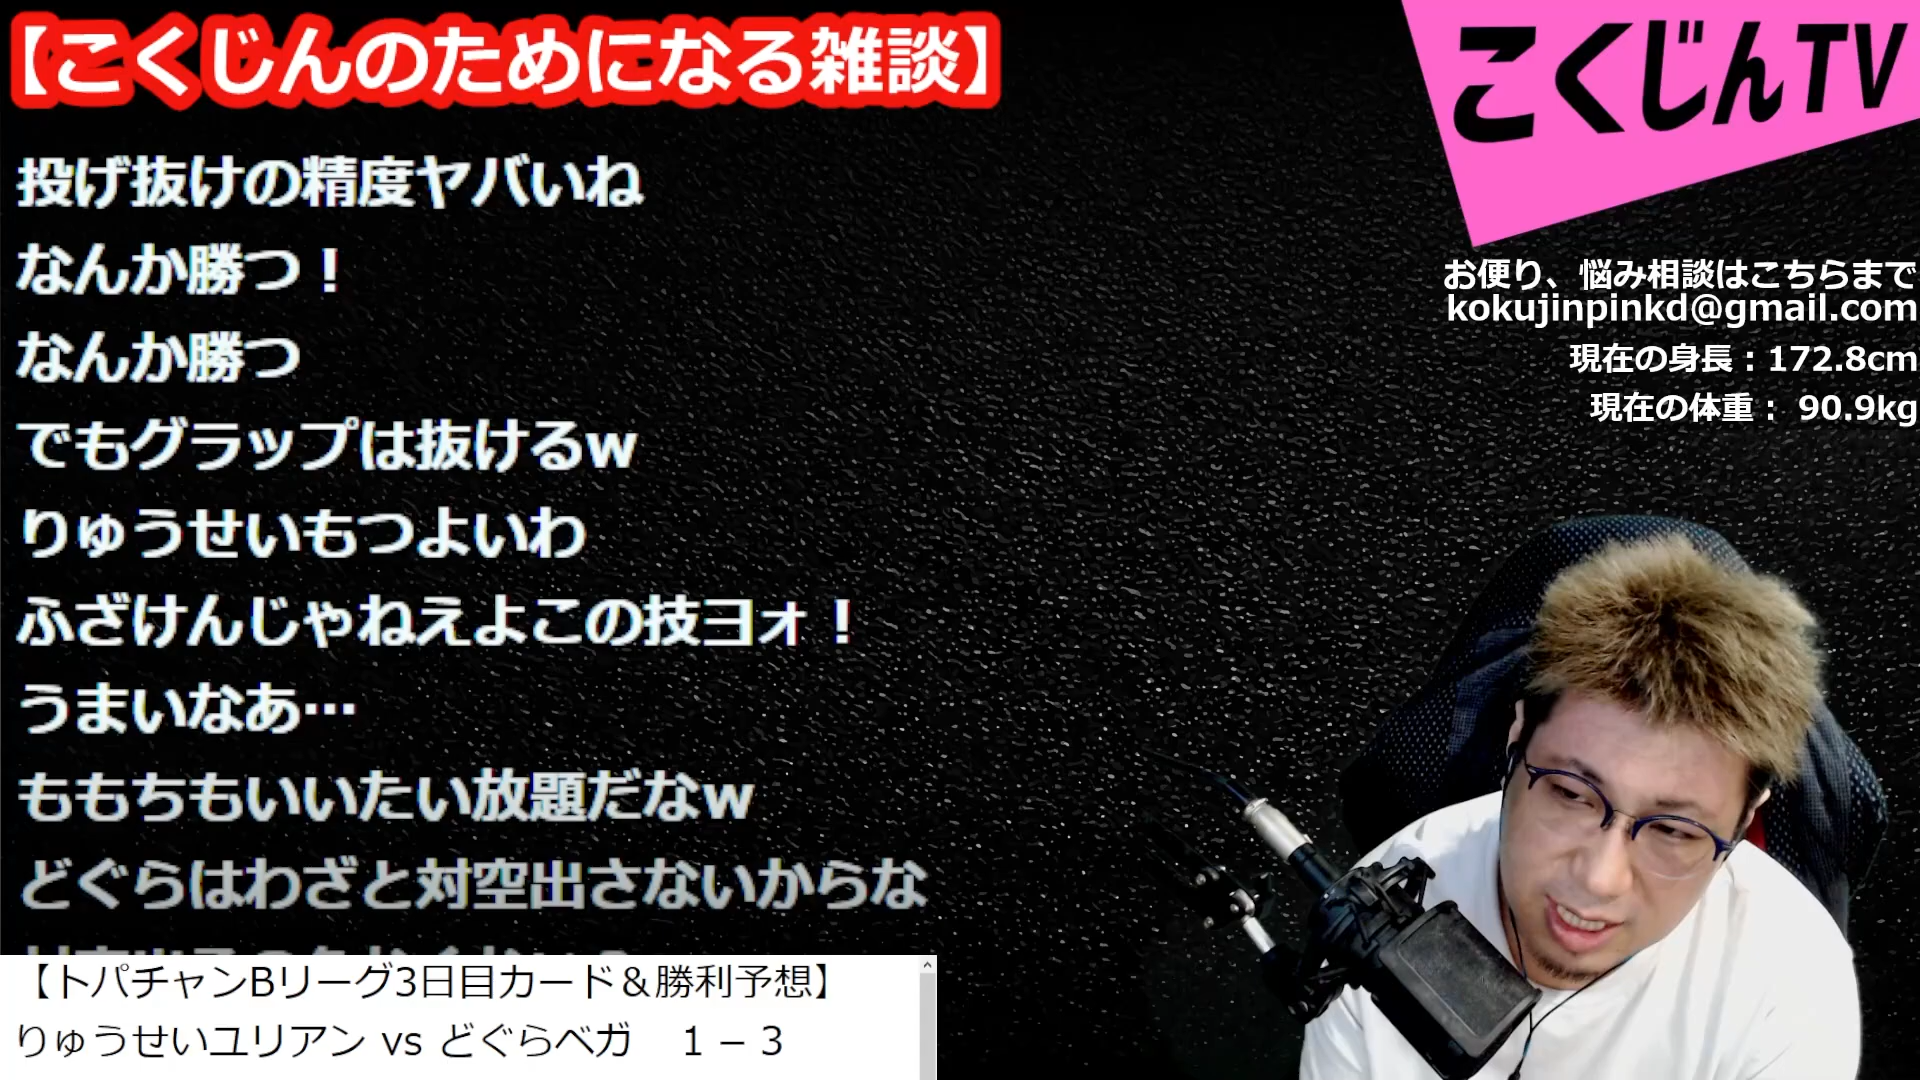 【こくじんのためになる雑談】
こくじんTV
お便り、悩み相談はこちらまで
kokujinpinkd@gmail.com
現在の身長：172.8cm
現在の体重： 90.9kg
投げ抜けの精度ヤバいね
なんか勝つ！
なんか勝つ
でもグラップは抜けるw
りゅうせいもつよいわ
ふざけんじゃねえよこの技ヨォ！
うまいなあ…
ももちもいいたい放題だなw
どぐらはわざと対空出さないからな
【トパチャンBリーグ3日目カード＆勝利予想】
りゅうせいユリアン vs どぐらベガ　1 – 3